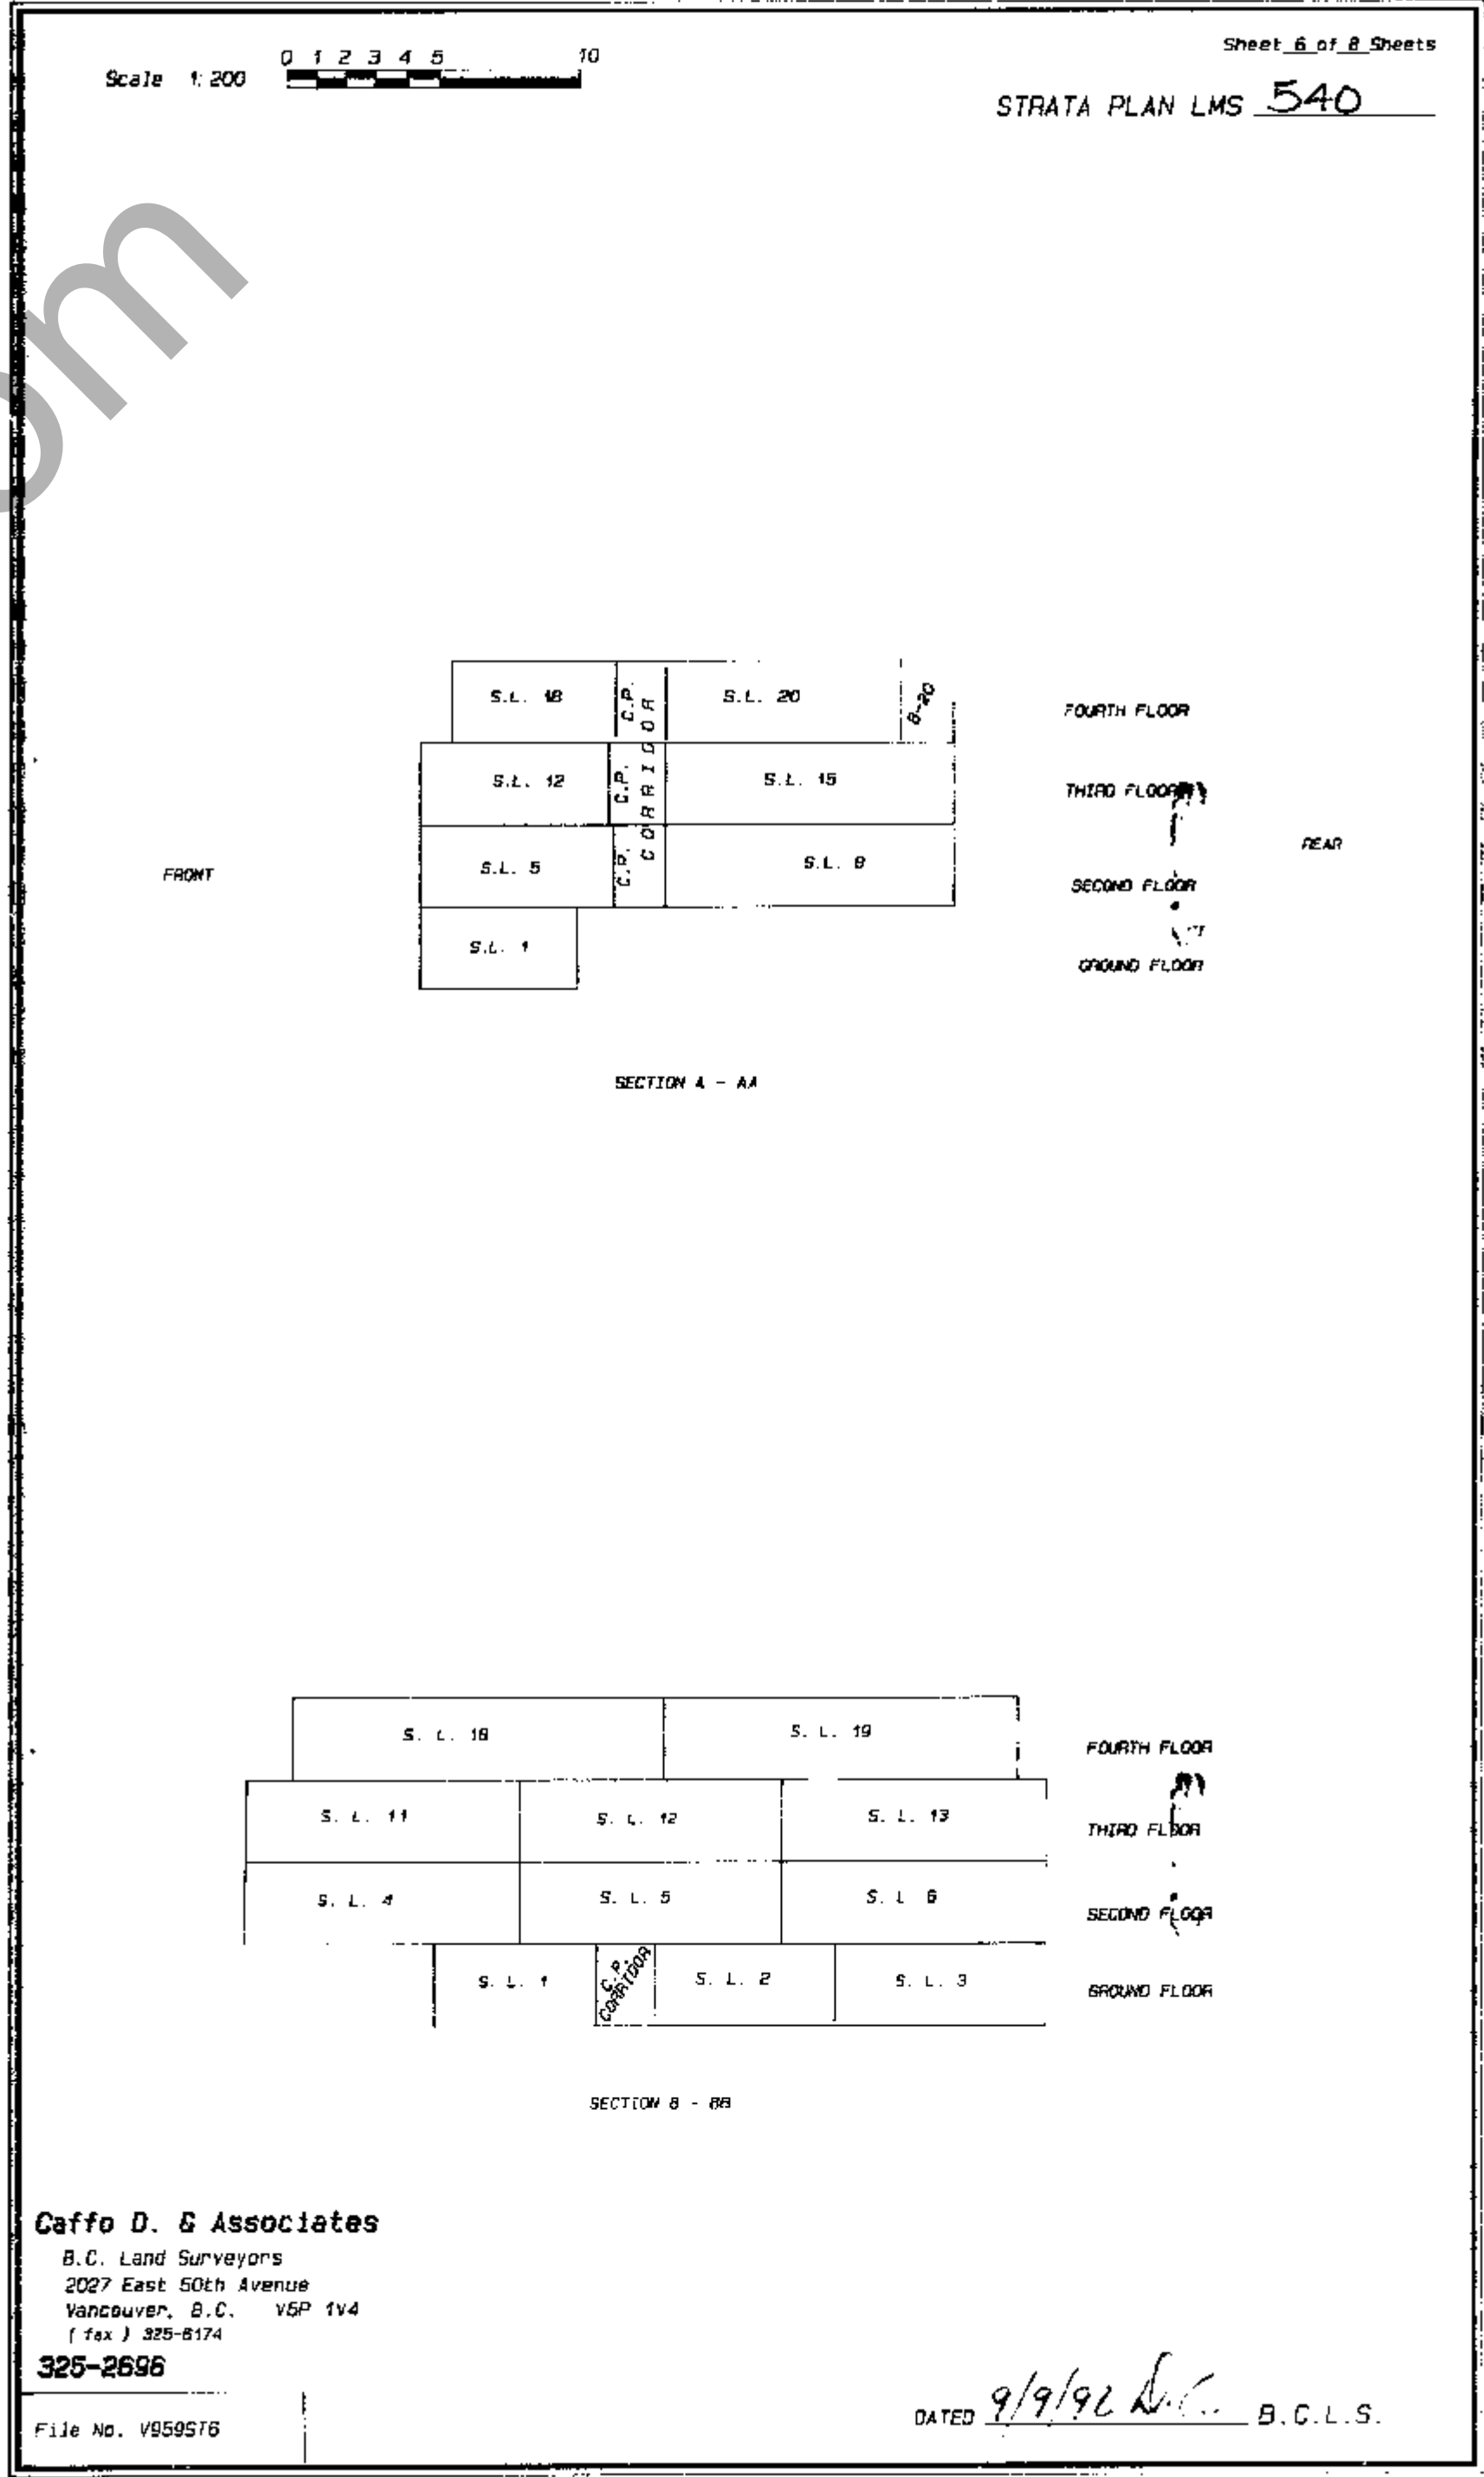 Sheet 6 of 8 Sheets
Scale 1:200
0 1 2 3 4 5 10
STRATA PLAN LMS 540
om
S.L. 18 C.P. S.L. 20 B-20 FOURTH FLOOR
S.L. 12 C.P. CORRIDOR S.L. 15 THIRD FLOOR
FRONT S.L. 5 C.P. S.L. 8 SECOND FLOOR REAR
S.L. 1 GROUND FLOOR
SECTION A - AA
S. L. 18 S. L. 19 FOURTH FLOOR
S. L. 11 S. L. 12 S. L. 13 THIRD FLOOR
S. L. 4 S. L. 5 S. L 6 SECOND FLOOR
S. L. 1 C.P. CORRIDOR S. L. 2 S. L. 3 GROUND FLOOR
SECTION B - BB
Caffo D. & Associates
B.C. Land Surveyors
2027 East 50th Avenue
Vancouver, B.C. V5P 1V4
( fax ) 325-6174
325-2696
File No. V959ST6
DATED 9/9/92 D.C. B.C.L.S.